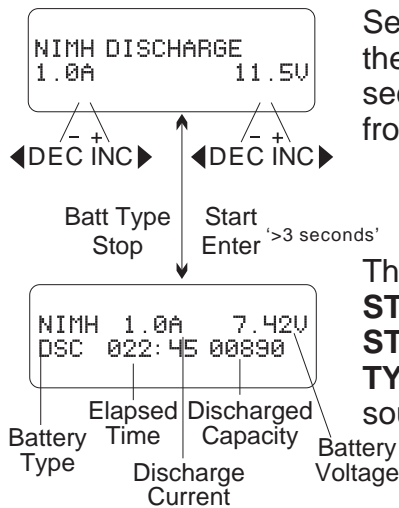 NIMH DISCHARGE
1.0A 11.5V
- + - +
DEC INC DEC INC
Batt Type Start
Stop Enter '>3 seconds'
NIMH 1.0A 7.42V
DSC 022:45 00890
Elapsed Time
Discharged Capacity
Battery Type
Discharge Current
Battery Voltage
Se
the
sec
fro
Th
ST
ST
TY
sou